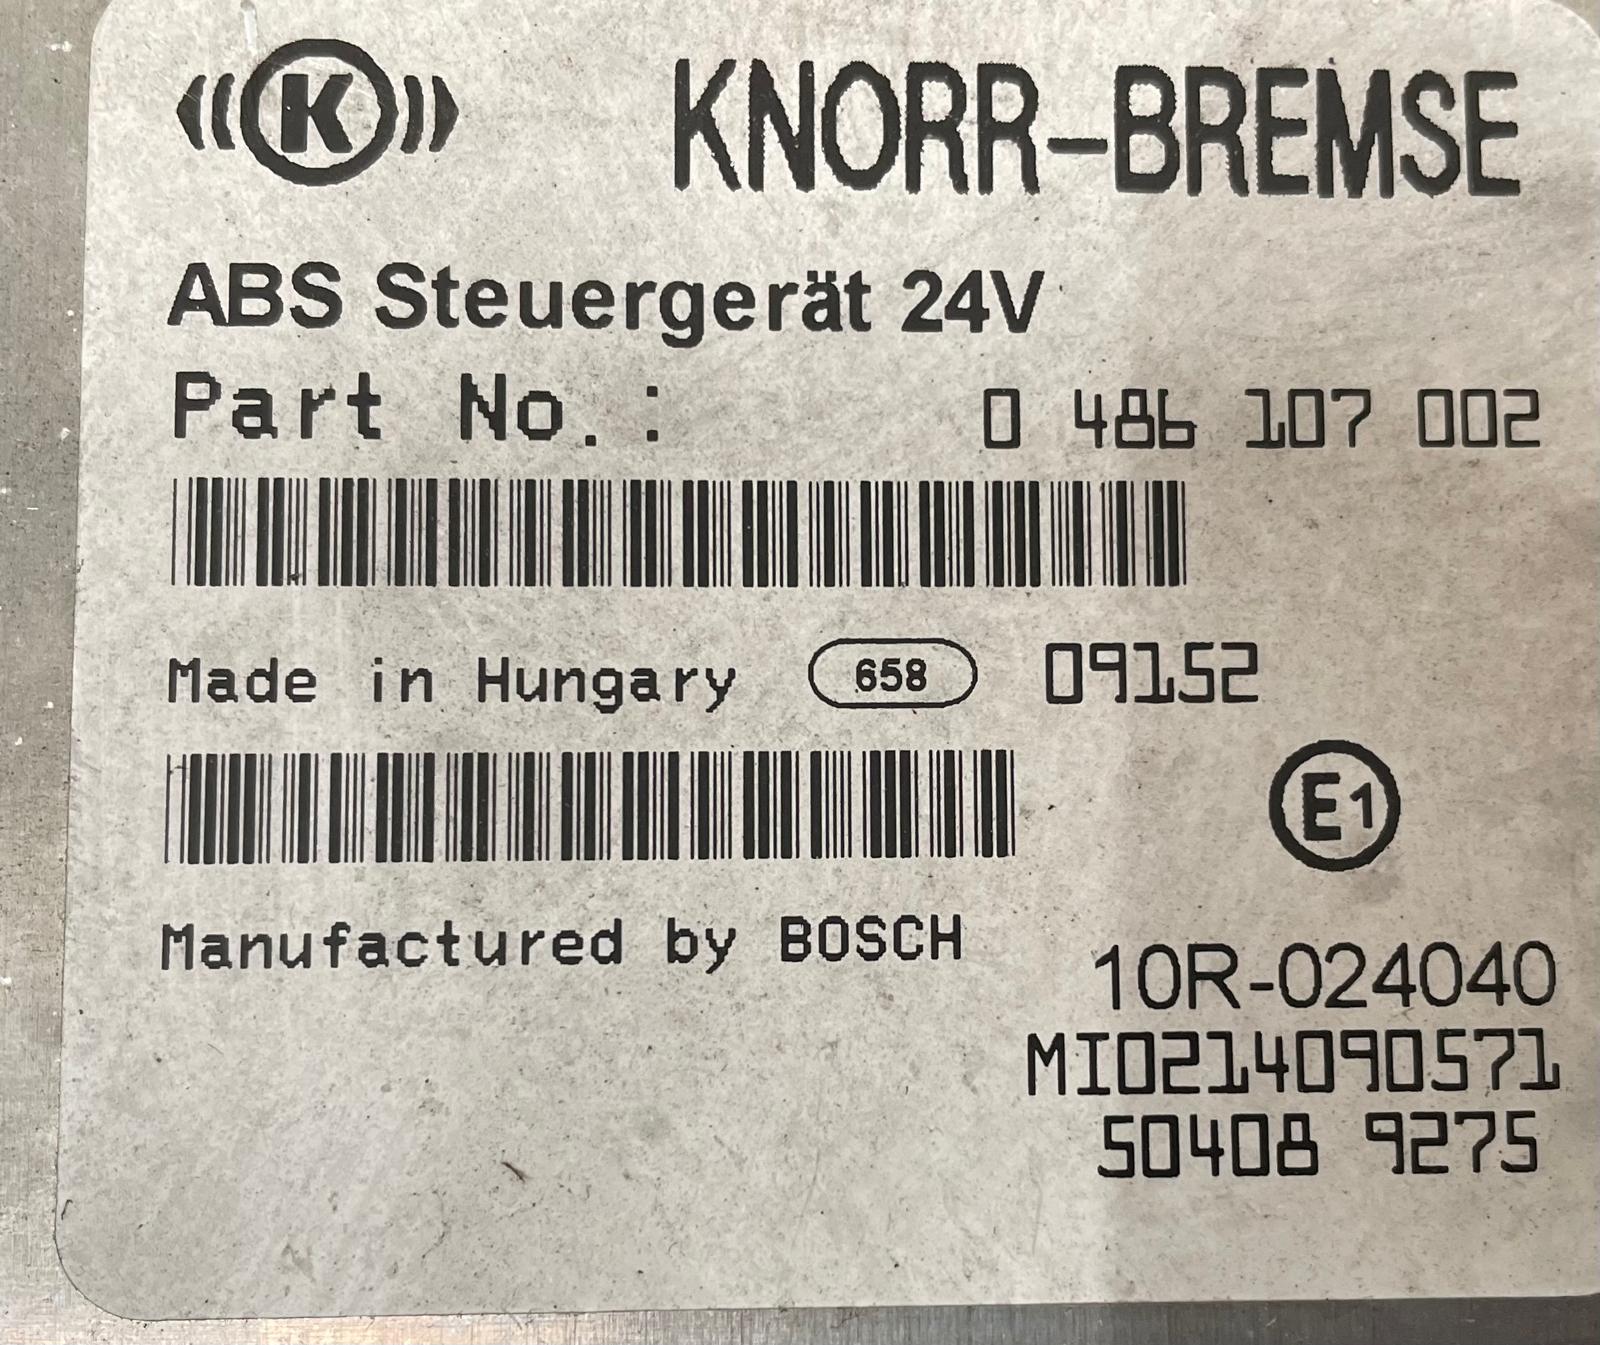 K KNORR-BREMSE
ABS Steuergerät 24V
Part No.: 0 486 107 002
Made in Hungary 658 09152
E1
Manufactured by BOSCH
10R-024040
MI0214090571
50408 9275